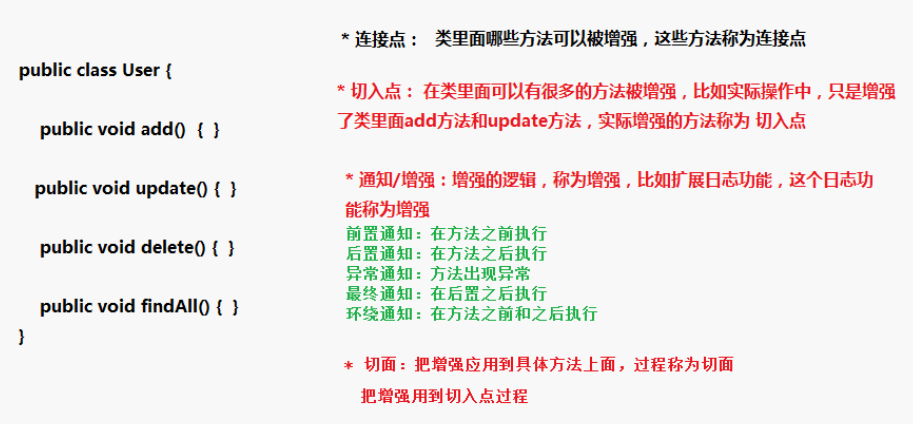 public class User {
public void add() { }
public void update() { }
public void delete() { }
public void findAll() { }
}
* 连接点： 类里面哪些方法可以被增强，这些方法称为连接点
* 切入点： 在类里面可以有很多的方法被增强，比如实际操作中，只是增强
了类里面add方法和update方法，实际增强的方法称为 切入点
* 通知/增强：增强的逻辑，称为增强，比如扩展日志功能，这个日志功
能称为增强
前置通知：在方法之前执行
后置通知：在方法之后执行
异常通知：方法出现异常
最终通知：在后置之后执行
环绕通知：在方法之前和之后执行
* 切面：把增强应用到具体方法上面，过程称为切面
把增强用到切入点过程